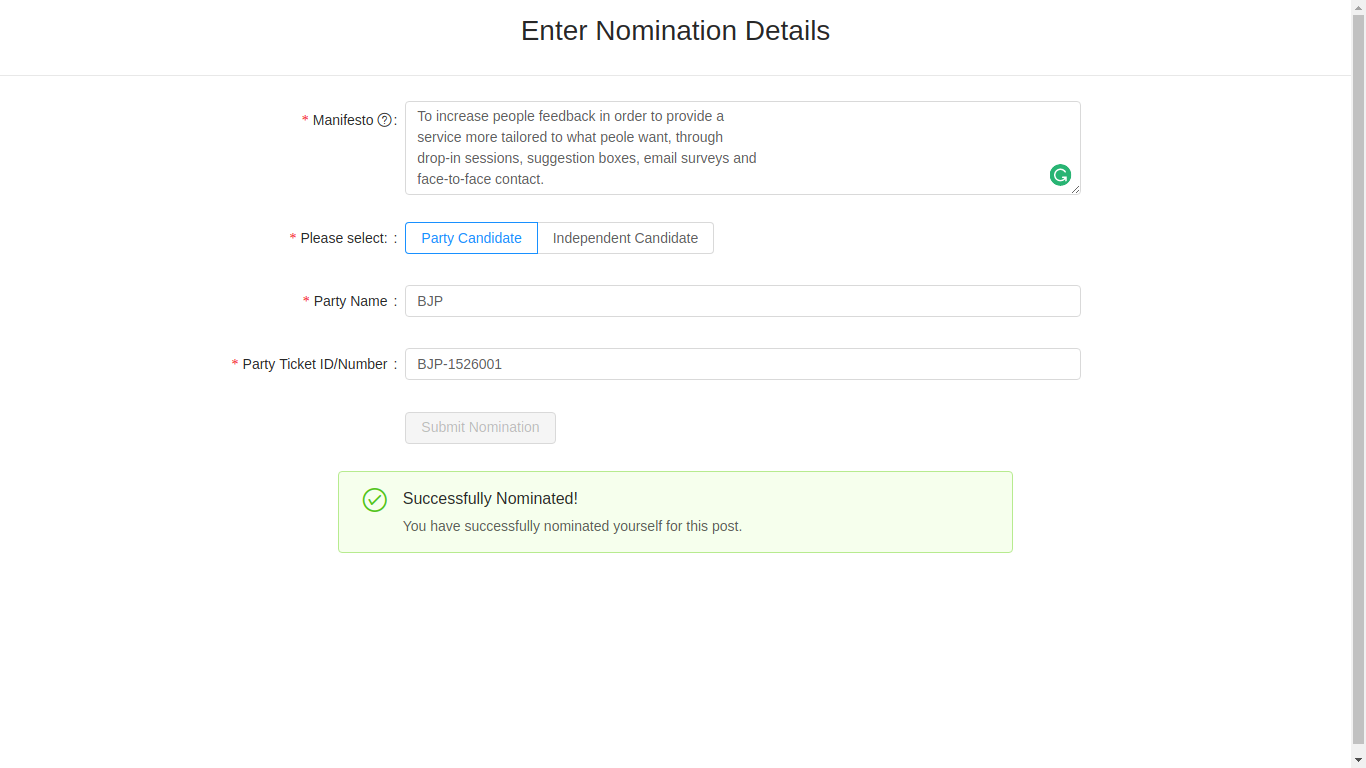 Enter Nomination Details
* Manifesto ? :
To increase people feedback in order to provide a
service more tailored to what peole want, through
drop-in sessions, suggestion boxes, email surveys and
face-to-face contact.
* Please select: : Party Candidate Independent Candidate
* Party Name : BJP
* Party Ticket ID/Number : BJP-1526001
Submit Nomination
Successfully Nominated!
You have successfully nominated yourself for this post.